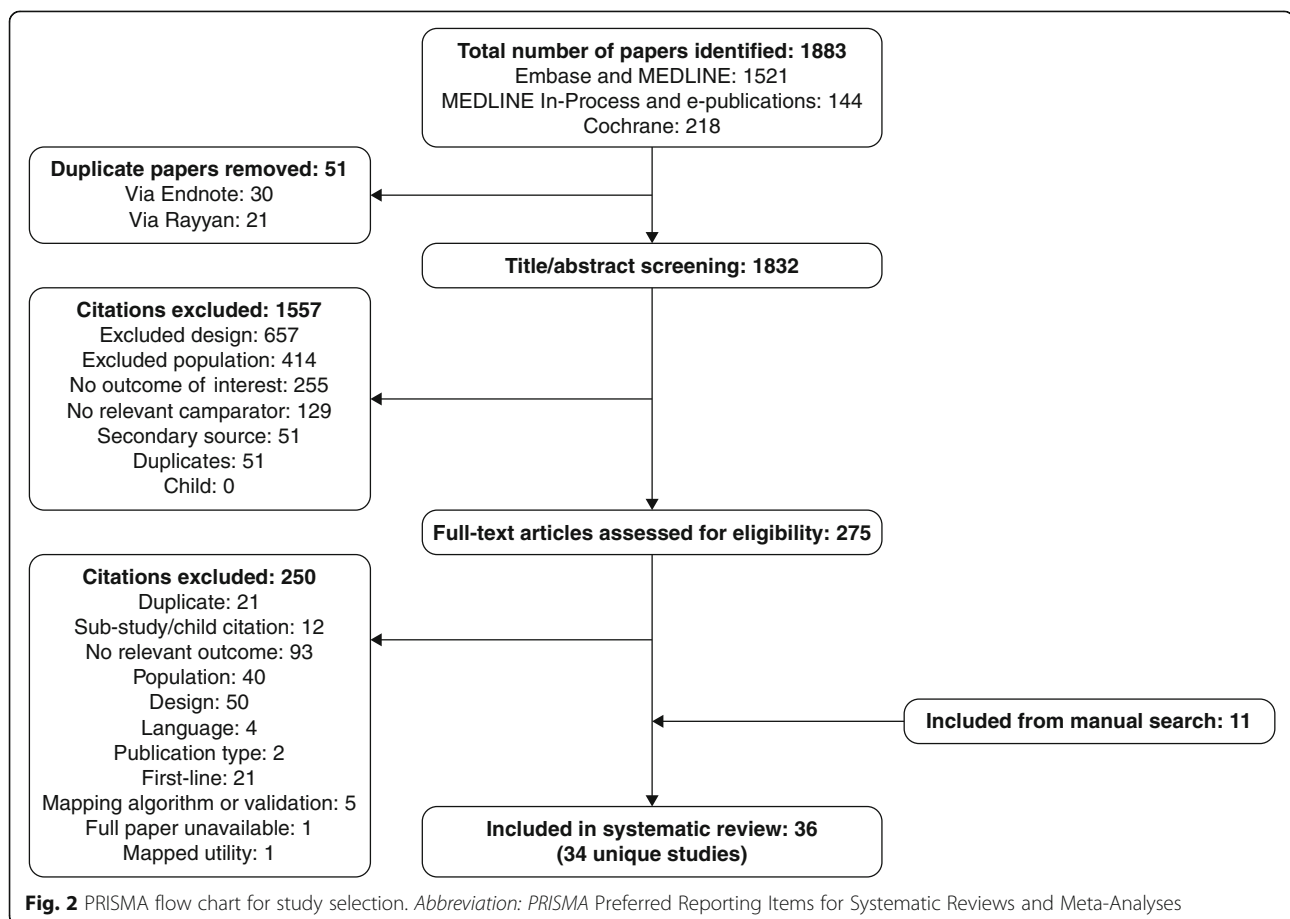 Total number of papers identified: 1883
Embase and MEDLINE: 1521
MEDLINE In-Process and e-publications: 144
Cochrane: 218
Duplicate papers removed: 51
Via Endnote: 30
Via Rayyan: 21
Title/abstract screening: 1832
Citations excluded: 1557
Excluded design: 657
Excluded population: 414
No outcome of interest: 255
No relevant camparator: 129
Secondary source: 51
Duplicates: 51
Child: 0
Full-text articles assessed for eligibility: 275
Citations excluded: 250
Duplicate: 21
Sub-study/child citation: 12
No relevant outcome: 93
Population: 40
Design: 50
Language: 4
Publication type: 2
First-line: 21
Mapping algorithm or validation: 5
Full paper unavailable: 1
Mapped utility: 1
Included from manual search: 11
Included in systematic review: 36
(34 unique studies)
Fig. 2 PRISMA flow chart for study selection. Abbreviation: PRISMA Preferred Reporting Items for Systematic Reviews and Meta-Analyses